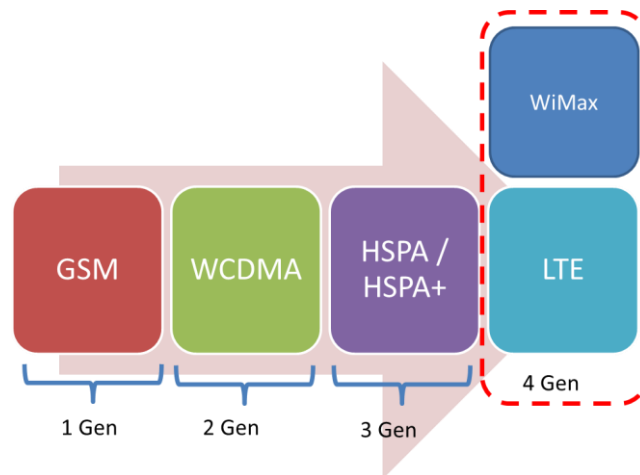 WiMax
GSM
WCDMA
HSPA /
HSPA+
LTE
1 Gen
2 Gen
3 Gen
4 Gen